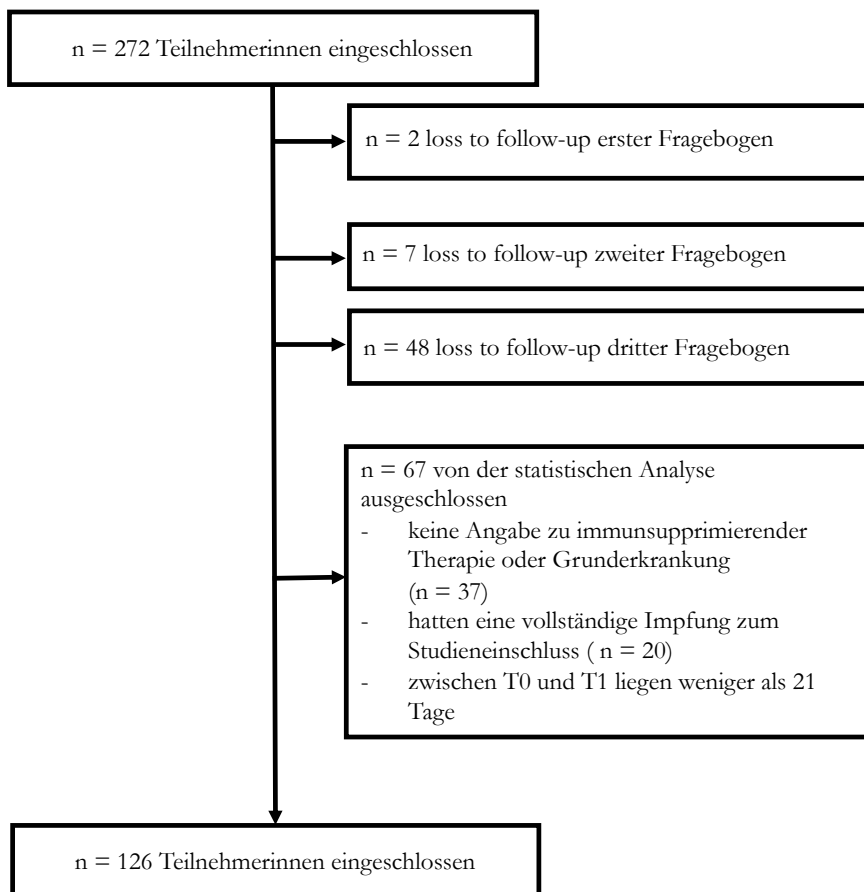 n = 272 Teilnehmerinnen eingeschlossen
n = 2 loss to follow-up erster Fragebogen
n = 7 loss to follow-up zweiter Fragebogen
n = 48 loss to follow-up dritter Fragebogen
n = 67 von der statistischen Analyse
ausgeschlossen
- keine Angabe zu immunsupprimierender
Therapie oder Grunderkrankung
(n = 37)
- hatten eine vollständige Impfung zum
Studieneinschluss ( n = 20)
- zwischen T0 und T1 liegen weniger als 21
Tage
n = 126 Teilnehmerinnen eingeschlossen